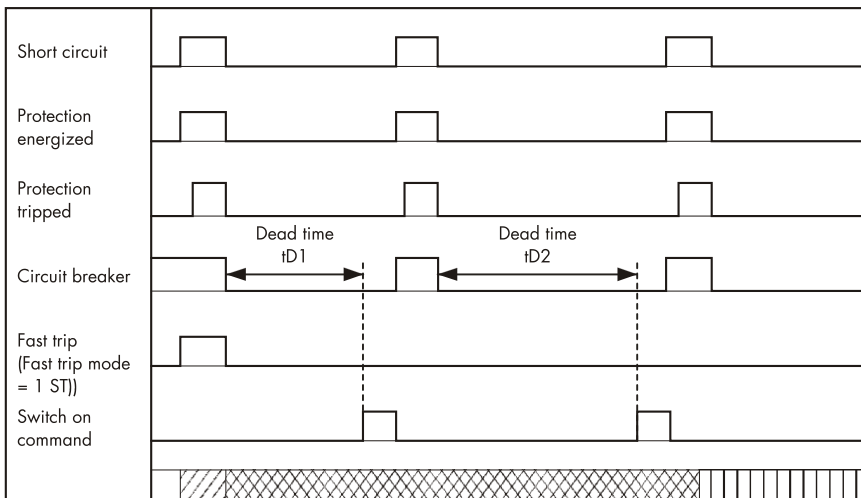 Short circuit
Protection
energized
Protection
tripped
Dead time
tD1
Dead time
tD2
Circuit breaker
Fast trip
(Fast trip mode
= 1 ST))
Switch on
command